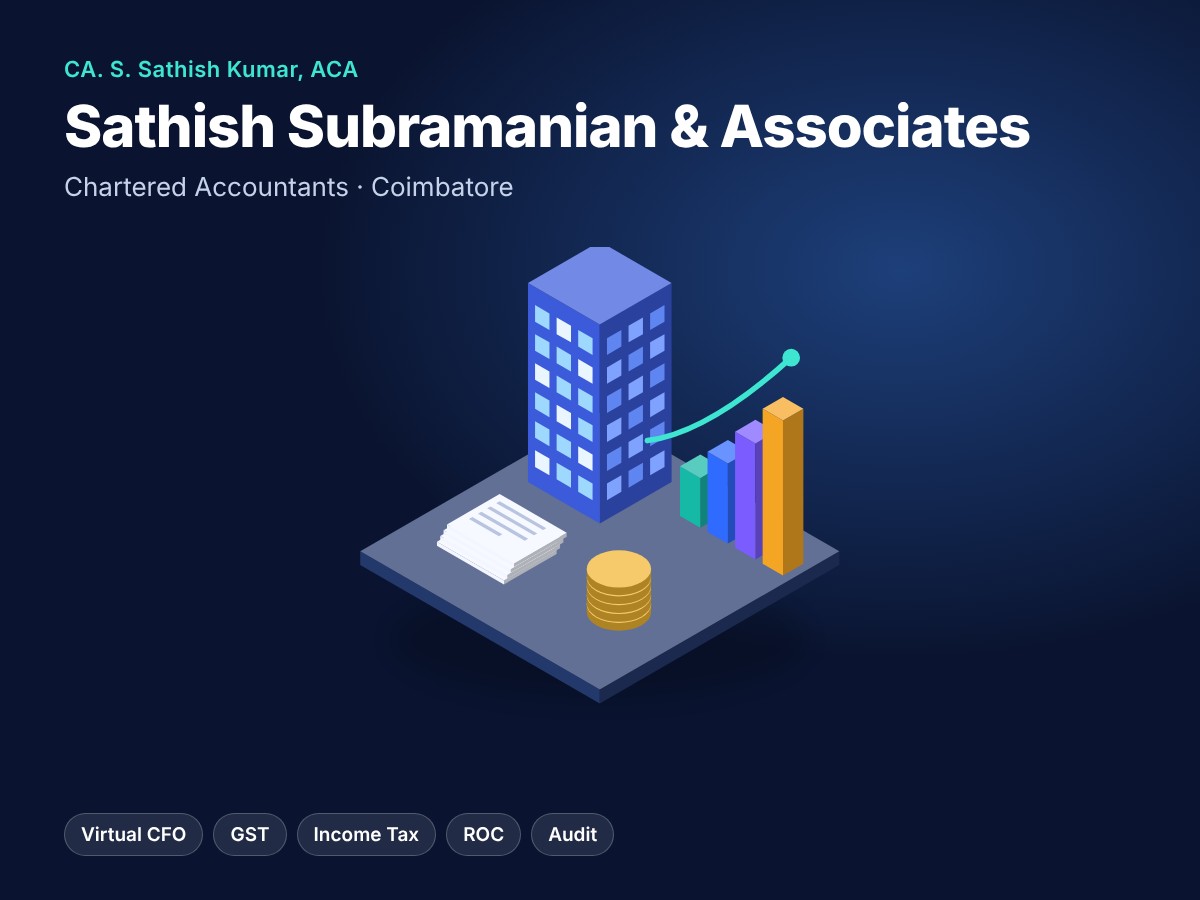 CA. S. Sathish Kumar, ACA
Sathish Subramanian & Associates
Chartered Accountants · Coimbatore
Virtual CFO GST Income Tax ROC Audit